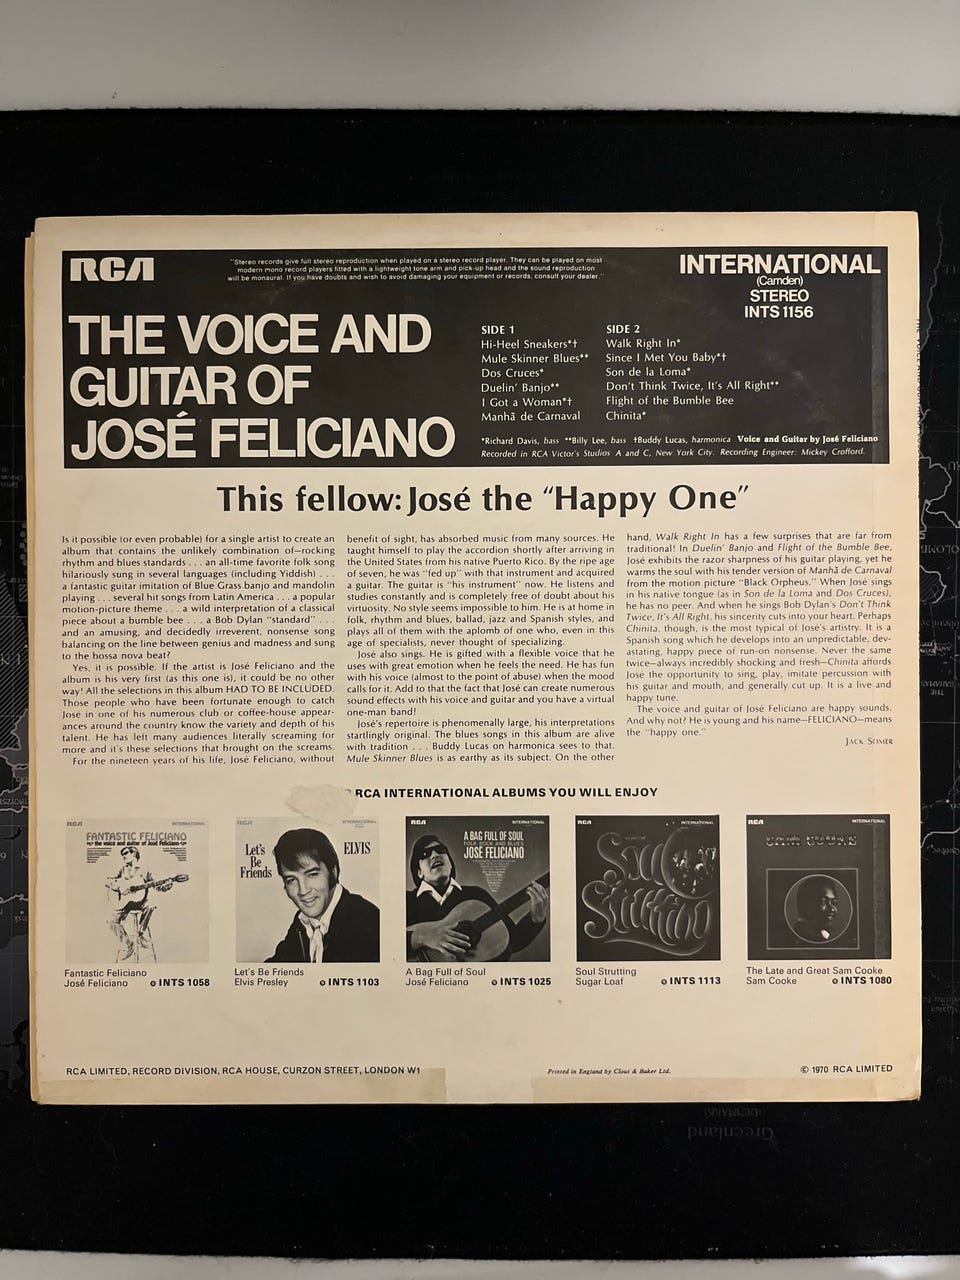 RCA
"Stereo records give full stereo reproduction when played on a stereo record player. They can be played on most
modern mono record players fitted with a lightweight tone arm and pick-up head and the sound reproduction
will be monaural. If you have doubts and wish to avoid damaging your equipment or records, consult your dealer."
INTERNATIONAL
(Camden)
STEREO
INTS 1156
THE VOICE AND
GUITAR OF
JOSÉ FELICIANO
SIDE 1
Hi-Heel Sneakers*†
Mule Skinner Blues**
Dos Cruces*
Duelin' Banjo**
I Got a Woman*†
Manhã de Carnaval
SIDE 2
Walk Right In*
Since I Met You Baby*†
Son de la Loma*
Don't Think Twice, It's All Right**
Flight of the Bumble Bee
Chinita*
*Richard Davis, bass **Billy Lee, bass †Buddy Lucas, harmonica Voice and Guitar by José Feliciano
Recorded in RCA Victor's Studios A and C, New York City. Recording Engineer: Mickey Crofford.
This fellow: José the "Happy One"
Is it possible (or even probable) for a single artist to create an
album that contains the unlikely combination of—rocking
rhythm and blues standards . . . an all-time favorite folk song
hilariously sung in several languages (including Yiddish) . . .
a fantastic guitar imitation of Blue Grass banjo and mandolin
playing . . . several hit songs from Latin America . . . a popular
motion-picture theme . . . a wild interpretation of a classical
piece about a bumble bee . . . a Bob Dylan "standard" . . .
and an amusing, and decidedly irreverent, nonsense song
balancing on the line between genius and madness and sung
to the bossa nova beat?
Yes, it is possible. If the artist is José Feliciano and the
album is his very first (as this one is), it could be no other
way! All the selections in this album HAD TO BE INCLUDED.
Those people who have been fortunate enough to catch
José in one of his numerous club or coffee-house appear-
ances around the country know the variety and depth of his
talent. He has left many audiences literally screaming for
more and it's these selections that brought on the screams.
For the nineteen years of his life, José Feliciano, without
benefit of sight, has absorbed music from many sources. He
taught himself to play the accordion shortly after arriving in
the United States from his native Puerto Rico. By the ripe age
of seven, he was "fed up" with that instrument and acquired
a guitar. The guitar is "his instrument" now. He listens and
studies constantly and is completely free of doubt about his
virtuosity. No style seems impossible to him. He is at home in
folk, rhythm and blues, ballad, jazz and Spanish styles, and
plays all of them with the aplomb of one who, even in this
age of specialists, never thought of specializing.
José also sings. He is gifted with a flexible voice that he
uses with great emotion when he feels the need. He has fun
with his voice (almost to the point of abuse) when the mood
calls for it. Add to that the fact that José can create numerous
sound effects with his voice and guitar and you have a virtual
one-man band!
José's repertoire is phenomenally large, his interpretations
startlingly original. The blues songs in this album are alive
with tradition . . . Buddy Lucas on harmonica sees to that.
Mule Skinner Blues is as earthy as its subject. On the other
hand, Walk Right In has a few surprises that are far from
traditional! In Duelin' Banjo and Flight of the Bumble Bee,
José exhibits the razor sharpness of his guitar playing, yet he
warms the soul with his tender version of Manhã de Carnaval
from the motion picture "Black Orpheus." When José sings
in his native tongue (as in Son de la Loma and Dos Cruces),
he has no peer. And when he sings Bob Dylan's Don't Think
Twice, It's All Right, his sincerity cuts into your heart. Perhaps
Chinita, though, is the most typical of José's artistry. It is a
Spanish song which he develops into an unpredictable, dev-
astating, happy piece of run-on nonsense. Never the same
twice—always incredibly shocking and fresh—Chinita affords
José the opportunity to sing, play, imitate percussion with
his guitar and mouth, and generally cut up. It is a live and
happy tune.
The voice and guitar of José Feliciano are happy sounds.
And why not? He is young and his name—FELICIANO—means
the "happy one."
JACK SOMER
RCA INTERNATIONAL ALBUMS YOU WILL ENJOY
RCA INTERNATIONAL
FANTASTIC FELICIANO
the voice and guitar of José Feliciano
INTERNATIONAL
Let's
Be
Friends
ELVIS
RCA INTERNATIONAL
A BAG FULL OF SOUL
FOLK, ROCK AND BLUES
JOSÉ FELICIANO
RCA INTERNATIONAL
Soul
Strutting
RCA INTERNATIONAL
SAM COOKE
Fantastic Feliciano
José Feliciano INTS 1058
Let's Be Friends
Elvis Presley INTS 1103
A Bag Full of Soul
José Feliciano INTS 1025
Soul Strutting
Sugar Loaf INTS 1113
The Late and Great Sam Cooke
Sam Cooke INTS 1080
RCA LIMITED, RECORD DIVISION, RCA HOUSE, CURZON STREET, LONDON W1
Printed in England by Clout & Baker Ltd.
© 1970 RCA LIMITED
(DENMARK)
Greenland